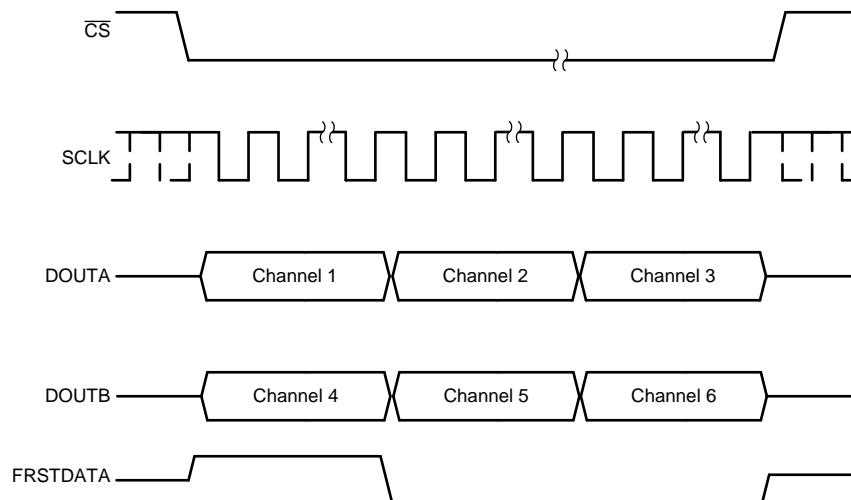 CS
SCLK
DOUTA Channel 1 Channel 2 Channel 3
DOUTB Channel 4 Channel 5 Channel 6
FRSTDATA